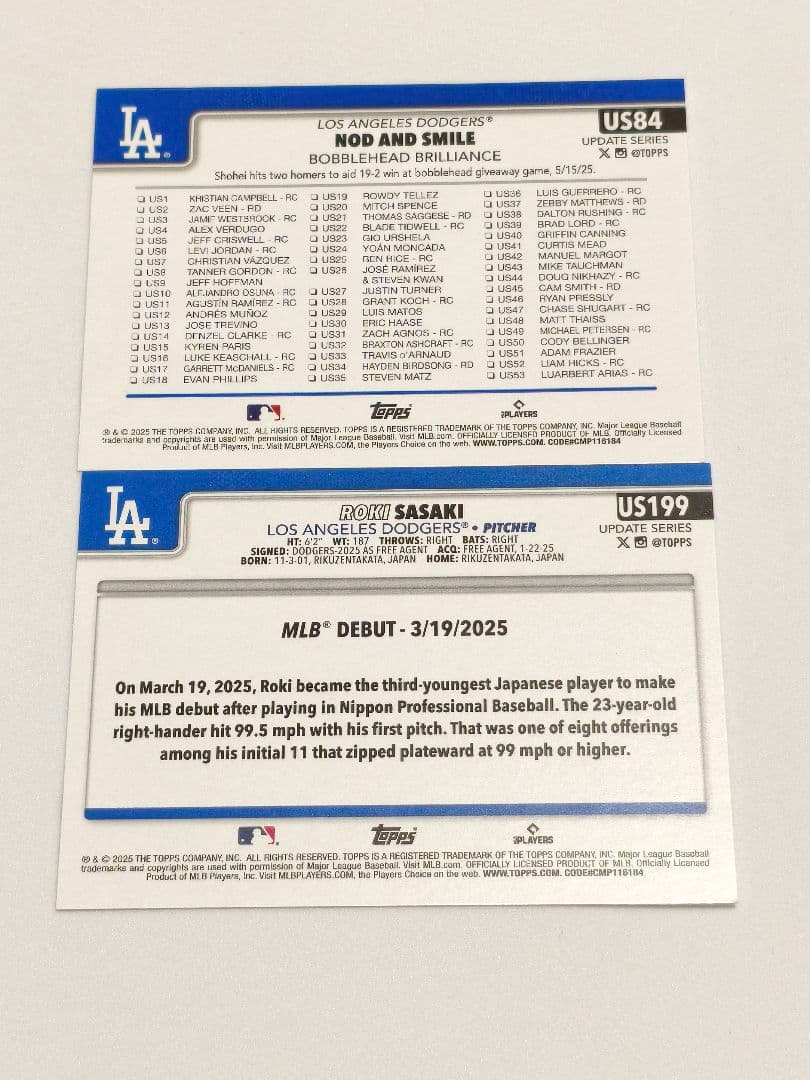 LA
LOS ANGELES DODGERS®
US84
NOD AND SMILE
UPDATE SERIES
BOBBLEHEAD BRILLIANCE
@TOPPS
Shohei hits two homers to aid 19-2 win at bobblehead giveaway game, 5/15/25.
US1 KHRISTIAN CAMPBELL - RC
US2 ZAC VEEN - RD
US3 JAMIE WESTBROOK - RC
US4 ALEX VERDUGO
US5 JEFF CRISWELL - RC
US6 LEVI JORDAN - RC
US7 CHRISTIAN VÁZQUEZ
US8 TANNER GORDON - RC
US9 JEFF HOFFMAN
US10 ALEJANDRO OSUNA - RC
US11 AGUSTÍN RAMÍREZ - RC
US12 ANDRÉS MUÑOZ
US13 JOSE TREVINO
US14 DENZEL CLARKE - RC
US15 KYREN PARIS
US16 LUKE KEASCHALL - RC
US17 GARRETT McDANIELS - RC
US18 EVAN PHILLIPS
US19 ROWDY TELLEZ
US20 MITCH SPENCE
US21 THOMAS SAGGESE - RD
US22 BLADE TIDWELL - RC
US23 GIO URSHELA
US24 YOÁN MONCADA
US25 BEN RICE - RC
US26 JOSÉ RAMÍREZ
& STEVEN KWAN
US27 JUSTIN TURNER
US28 GRANT KOCH - RC
US29 LUIS MATOS
US30 ERIC HAASE
US31 ZACH AGNOS - RC
US32 BRAXTON ASHCRAFT - RC
US33 TRAVIS d'ARNAUD
US34 HAYDEN BIRDSONG - RD
US35 STEVEN MATZ
US36 LUIS GUERRERO - RC
US37 ZEBBY MATTHEWS - RD
US38 DALTON RUSHING - RC
US39 BRAD LORD - RC
US40 GRIFFIN CANNING
US41 CURTIS MEAD
US42 MANUEL MARGOT
US43 MIKE TAUCHMAN
US44 DOUG NIKHAZY - RC
US45 CAM SMITH - RD
US46 RYAN PRESSLY
US47 CHASE SHUGART - RC
US48 MATT THAISS
US49 MICHAEL PETERSEN - RC
US50 CODY BELLINGER
US51 ADAM FRAZIER
US52 LIAM HICKS - RC
US53 LUARBERT ARIAS - RC
Topps
PLAYERS
® & © 2025 THE TOPPS COMPANY, INC. ALL RIGHTS RESERVED. TOPPS IS A REGISTERED TRADEMARK OF THE TOPPS COMPANY, INC. Major League Baseball
trademarks and copyrights are used with permission of Major League Baseball. Visit MLB.com. OFFICIALLY LICENSED PRODUCT OF MLB. Officially Licensed
Product of MLB Players, Inc. Visit MLBPLAYERS.COM, the Players Choice on the web. WWW.TOPPS.COM. CODE#CMP116184
LA
ROKI SASAKI
US199
LOS ANGELES DODGERS® • PITCHER
UPDATE SERIES
HT: 6'2" WT: 187 THROWS: RIGHT BATS: RIGHT
@TOPPS
SIGNED: DODGERS-2025 AS FREE AGENT ACQ: FREE AGENT, 1-22-25
BORN: 11-3-01, RIKUZENTAKATA, JAPAN HOME: RIKUZENTAKATA, JAPAN
MLB® DEBUT - 3/19/2025
On March 19, 2025, Roki became the third-youngest Japanese player to make
his MLB debut after playing in Nippon Professional Baseball. The 23-year-old
right-hander hit 99.5 mph with his first pitch. That was one of eight offerings
among his initial 11 that zipped plateward at 99 mph or higher.
Topps
PLAYERS
® & © 2025 THE TOPPS COMPANY, INC. ALL RIGHTS RESERVED. TOPPS IS A REGISTERED TRADEMARK OF THE TOPPS COMPANY, INC. Major League Baseball
trademarks and copyrights are used with permission of Major League Baseball. Visit MLB.com. OFFICIALLY LICENSED PRODUCT OF MLB. Officially Licensed
Product of MLB Players, Inc. Visit MLBPLAYERS.COM, the Players Choice on the web. WWW.TOPPS.COM. CODE#CMP116184